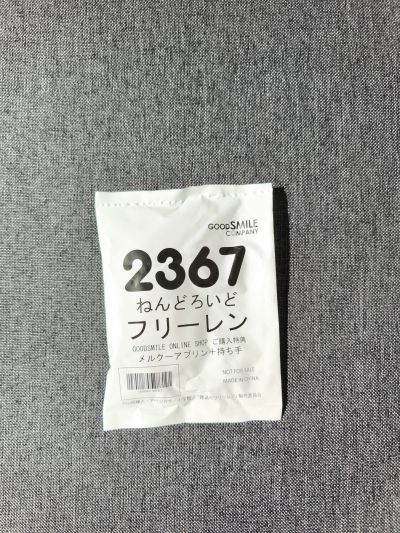 GOODSMILE
COMPANY
2367
ねんどろいど
フリーレン
GOODSMILE ONLINE SHOP ご購入特典
メルクーアプリン+持ち手
NOT FOR SALE
MADE IN CHINA